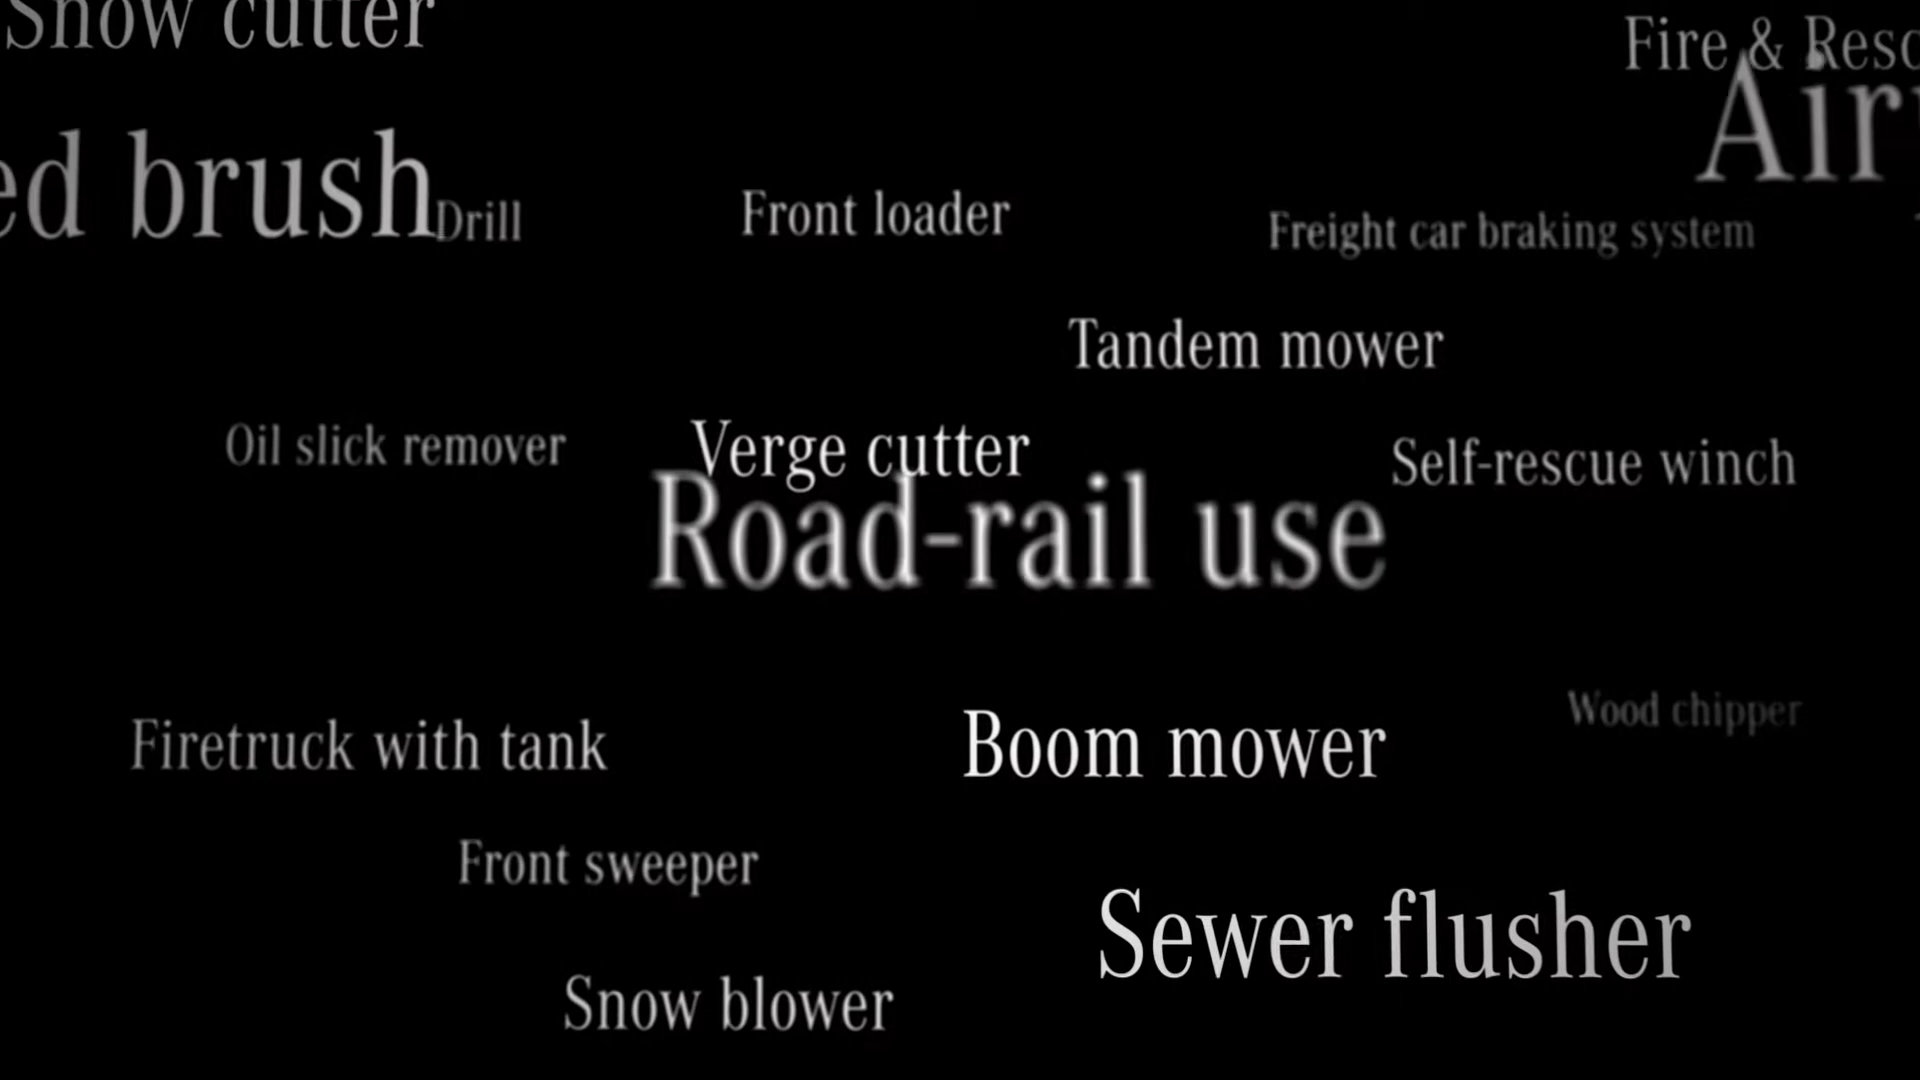 Snow cutter
Fire & Resc
Air
ed brush
Drill
Front loader
Freight car braking system
Tandem mower
Oil slick remover
Verge cutter
Self-rescue winch
Road-rail use
Wood chipper
Firetruck with tank
Boom mower
Front sweeper
Sewer flusher
Snow blower